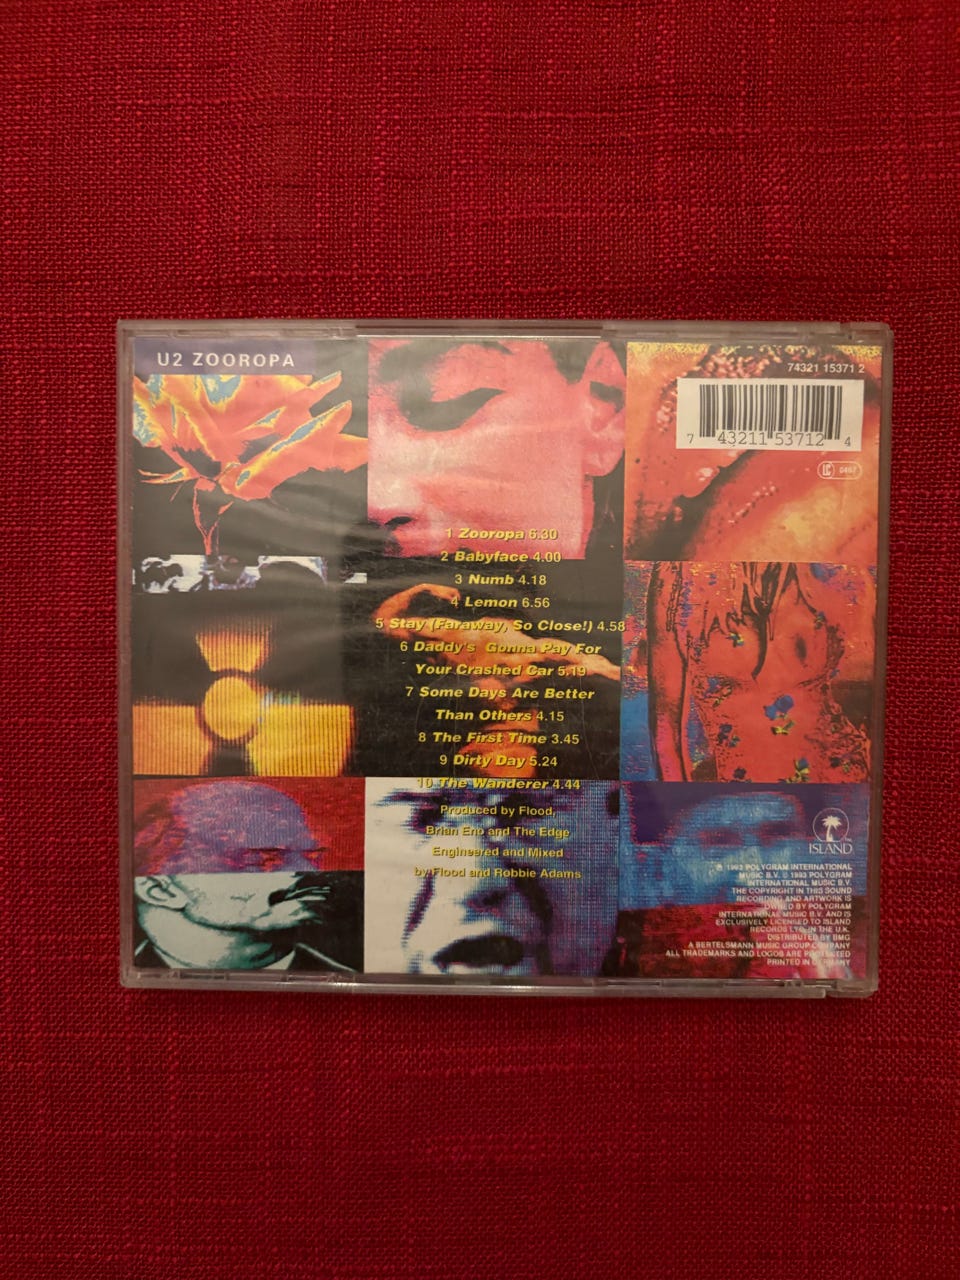 U2 ZOOROPA
74321 15371 2
7 43211 53712 4
LC 0407
1 Zooropa 6.30
2 Babyface 4.00
3 Numb 4.18
4 Lemon 6.56
5 Stay (Faraway, So Close!) 4.58
6 Daddy's Gonna Pay For
Your Crashed Car 5.19
7 Some Days Are Better
Than Others 4.15
8 The First Time 3.45
9 Dirty Day 5.24
10 The Wanderer 4.44
Produced by Flood,
Brian Eno and The Edge
Engineered and Mixed
by Flood and Robbie Adams
ISLAND
℗ 1993 POLYGRAM INTERNATIONAL
MUSIC B.V. © 1993 POLYGRAM
INTERNATIONAL MUSIC B.V.
THE COPYRIGHT IN THIS SOUND
RECORDING AND ARTWORK IS
OWNED BY POLYGRAM
INTERNATIONAL MUSIC B.V. AND IS
EXCLUSIVELY LICENSED TO ISLAND
RECORDS LTD IN THE U.K.
DISTRIBUTED BY BMG
A BERTELSMANN MUSIC GROUP COMPANY
ALL TRADEMARKS AND LOGOS ARE PROTECTED
PRINTED IN GERMANY